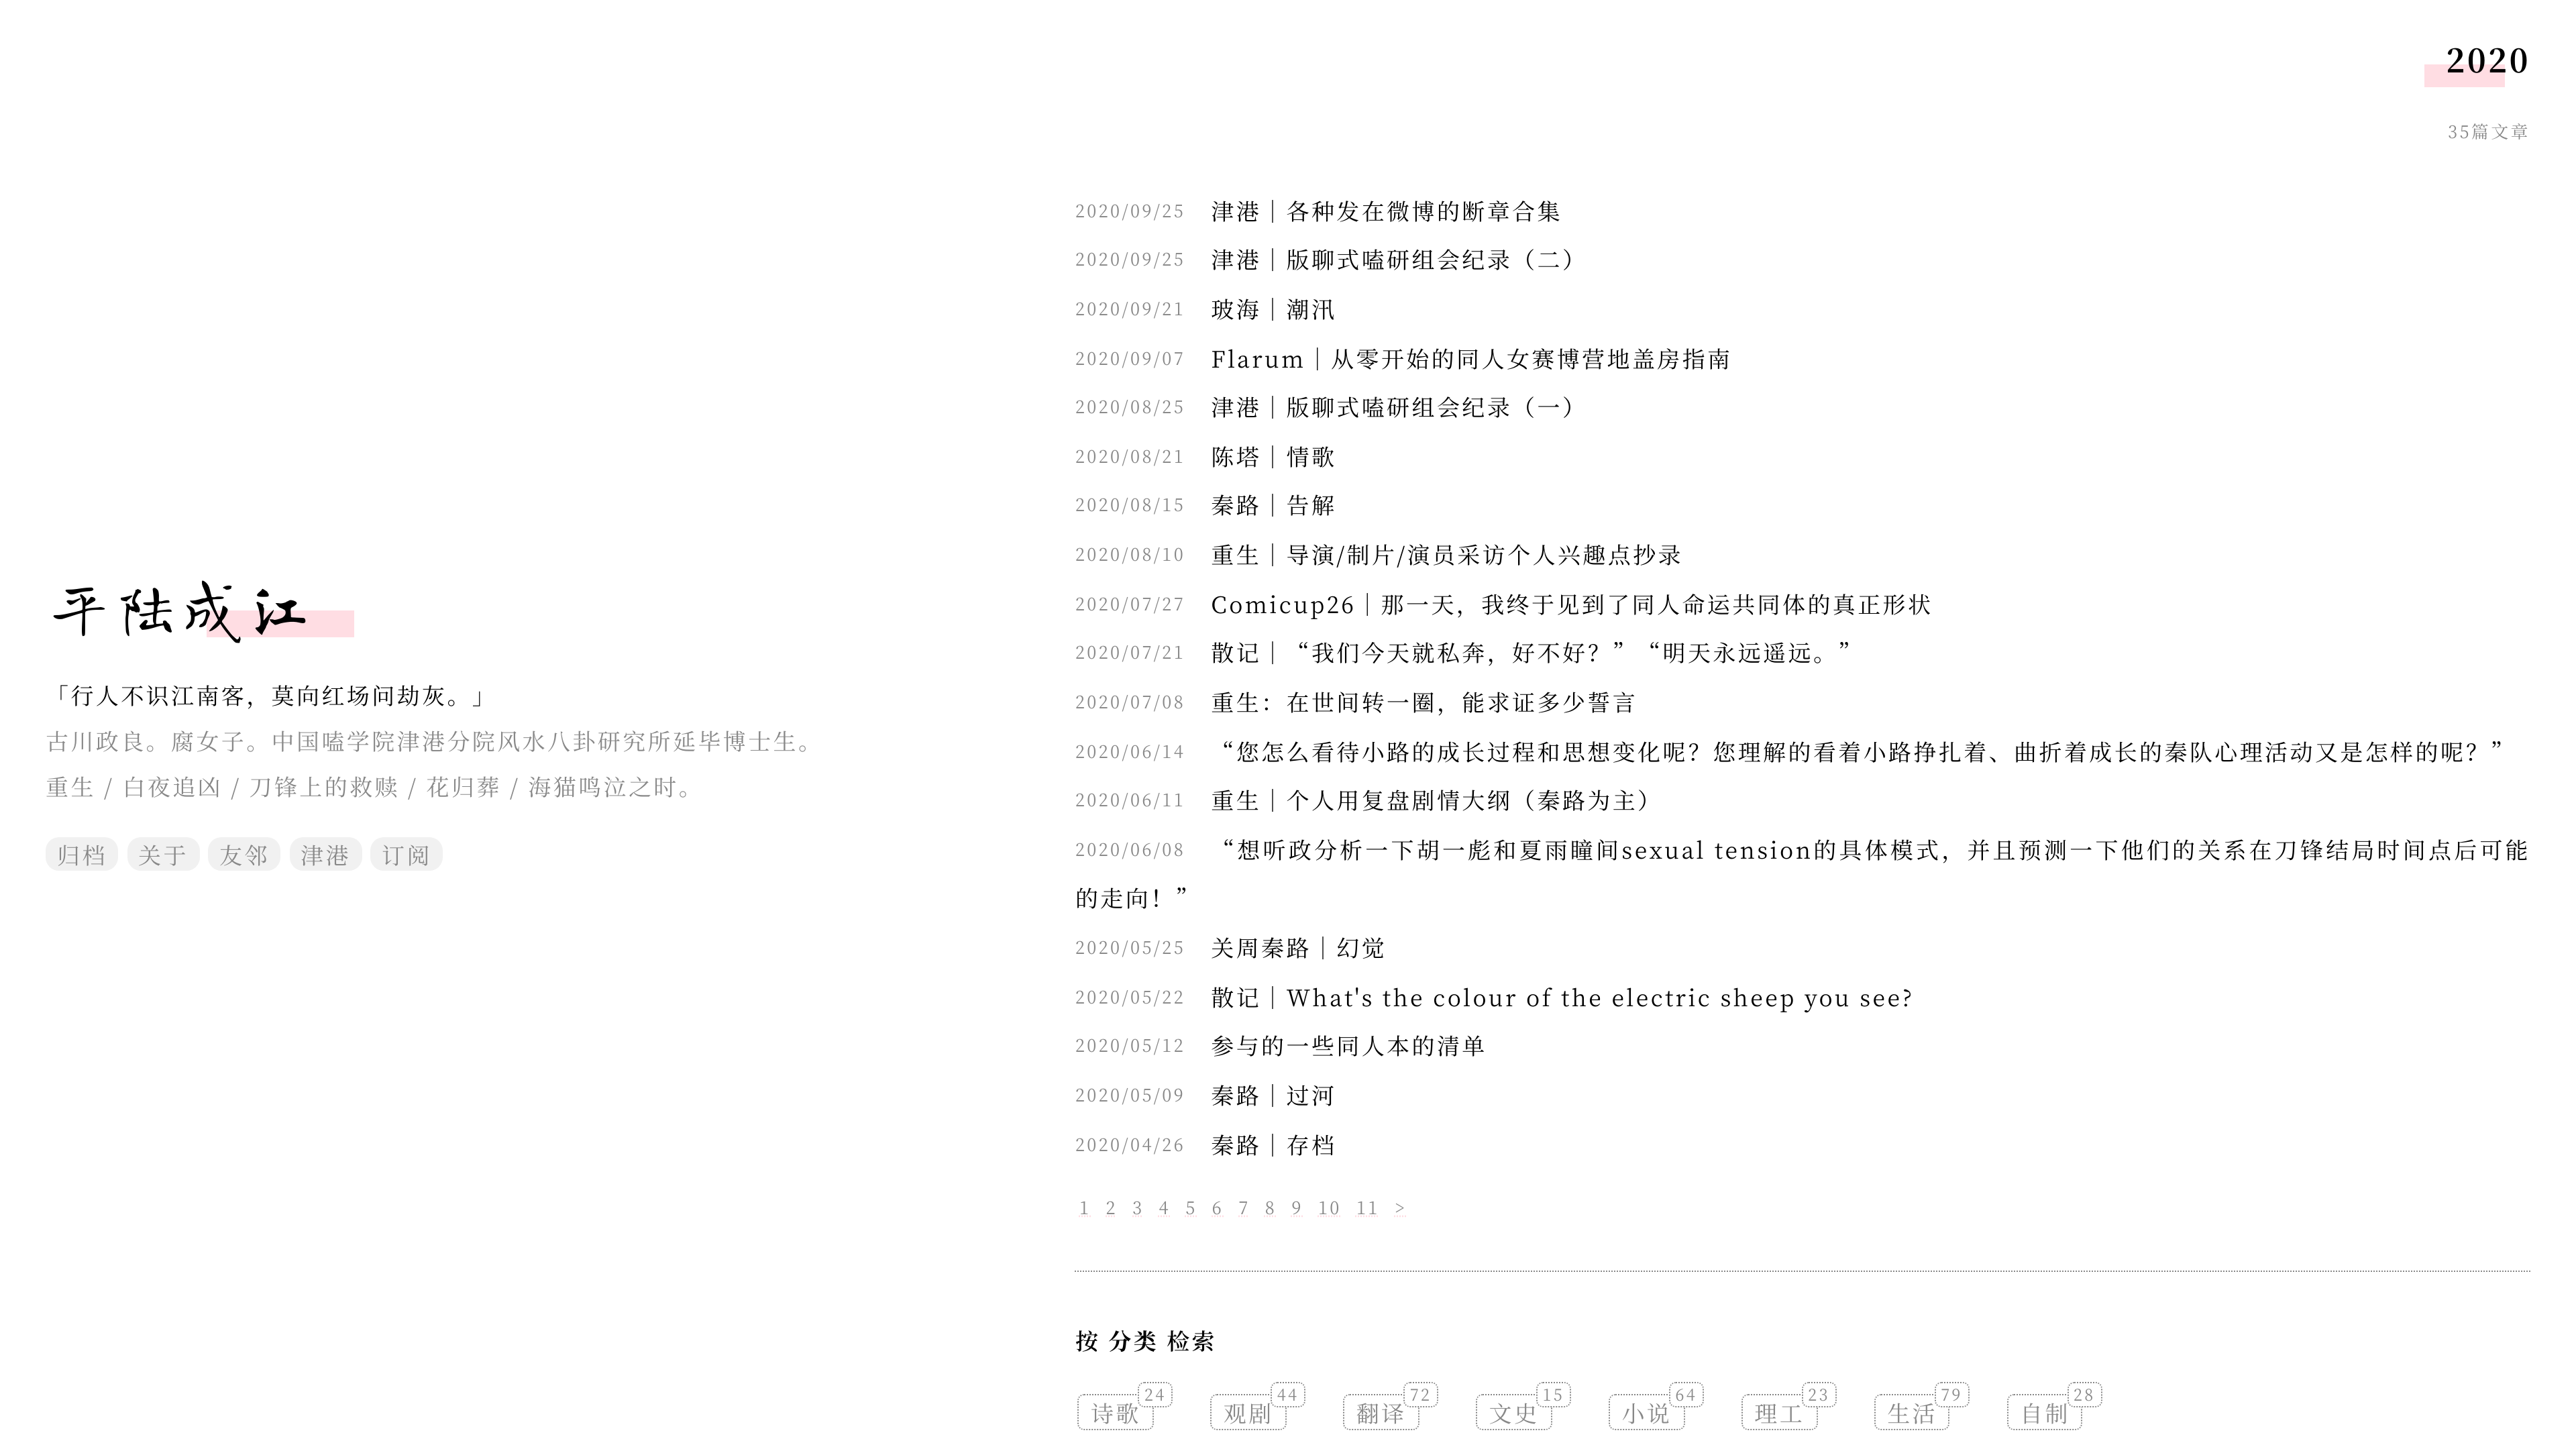 平陆成江
「行人不识江南客，莫向红场问劫灰。」
古川政良。腐女子。中国嗑学院津港分院风水八卦研究所延毕博士生。
重生 / 白夜追凶 / 刀锋上的救赎 / 花归葬 / 海猫鸣泣之时。
归档 关于 友邻 津港 订阅
2020
35篇文章
2020/09/25 津港｜各种发在微博的断章合集
2020/09/25 津港｜版聊式嗑研组会纪录（二）
2020/09/21 玻海｜潮汛
2020/09/07 Flarum｜从零开始的同人女赛博营地盖房指南
2020/08/25 津港｜版聊式嗑研组会纪录（一）
2020/08/21 陈塔｜情歌
2020/08/15 秦路｜告解
2020/08/10 重生｜导演/制片/演员采访个人兴趣点抄录
2020/07/27 Comicup26｜那一天，我终于见到了同人命运共同体的真正形状
2020/07/21 散记｜“我们今天就私奔，好不好？”“明天永远遥远。”
2020/07/08 重生：在世间转一圈，能求证多少誓言
2020/06/14 “您怎么看待小路的成长过程和思想变化呢？您理解的看着小路挣扎着、曲折着成长的秦队心理活动又是怎样的呢？”
2020/06/11 重生｜个人用复盘剧情大纲（秦路为主）
2020/06/08 “想听政分析一下胡一彪和夏雨瞳间sexual tension的具体模式，并且预测一下他们的关系在刀锋结局时间点后可能
的走向！”
2020/05/25 关周秦路｜幻觉
2020/05/22 散记｜What's the colour of the electric sheep you see?
2020/05/12 参与的一些同人本的清单
2020/05/09 秦路｜过河
2020/04/26 秦路｜存档
1 2 3 4 5 6 7 8 9 10 11 >
按 分类 检索
诗歌 24 观剧 44 翻译 72 文史 15 小说 64 理工 23 生活 79 自制 28